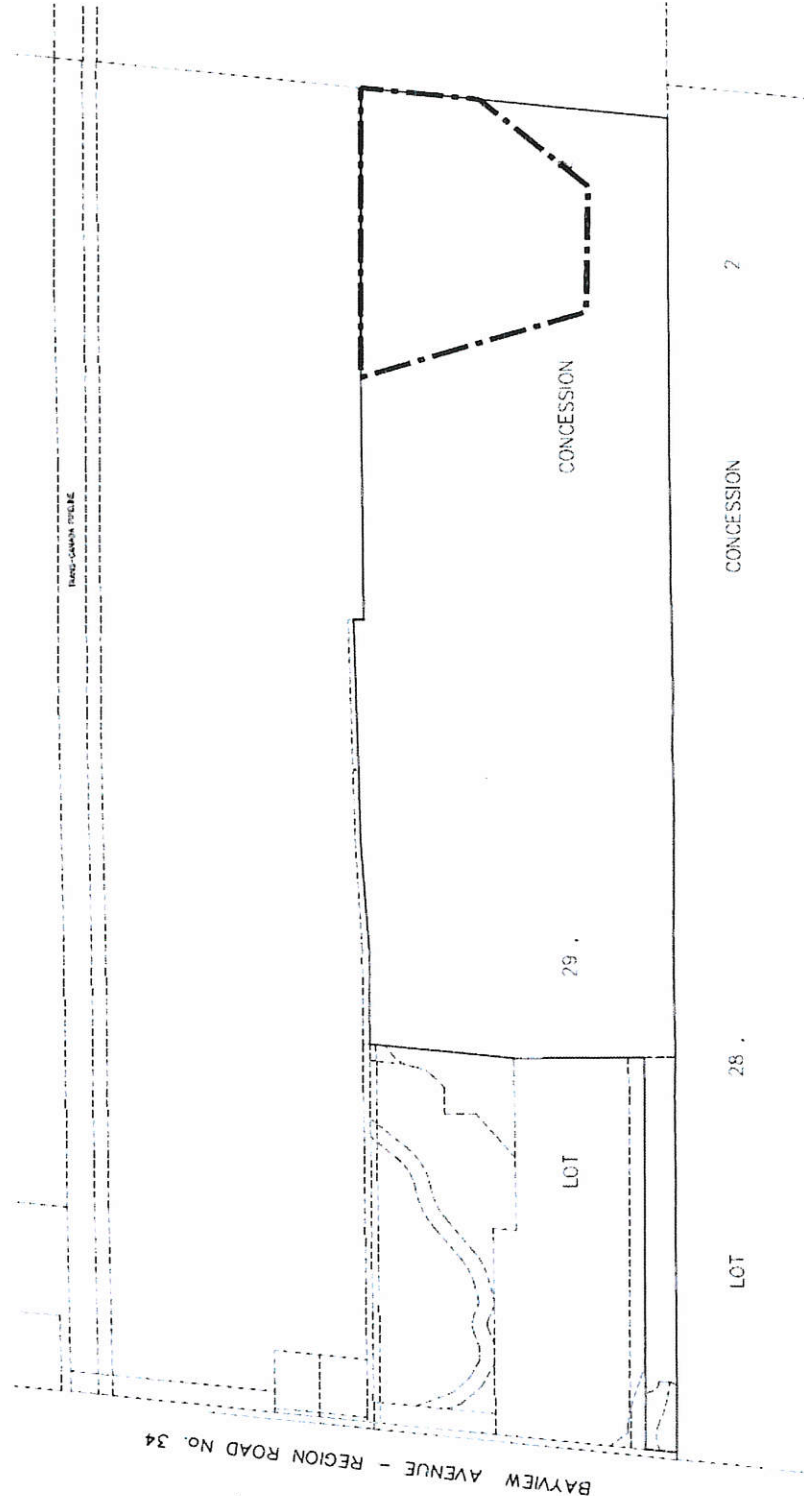 TRANS-CANADA PIPELINE
CONCESSION
2
CONCESSION
29 .
28 .
LOT
LOT
BAYVIEW AVENUE - REGION ROAD No. 34